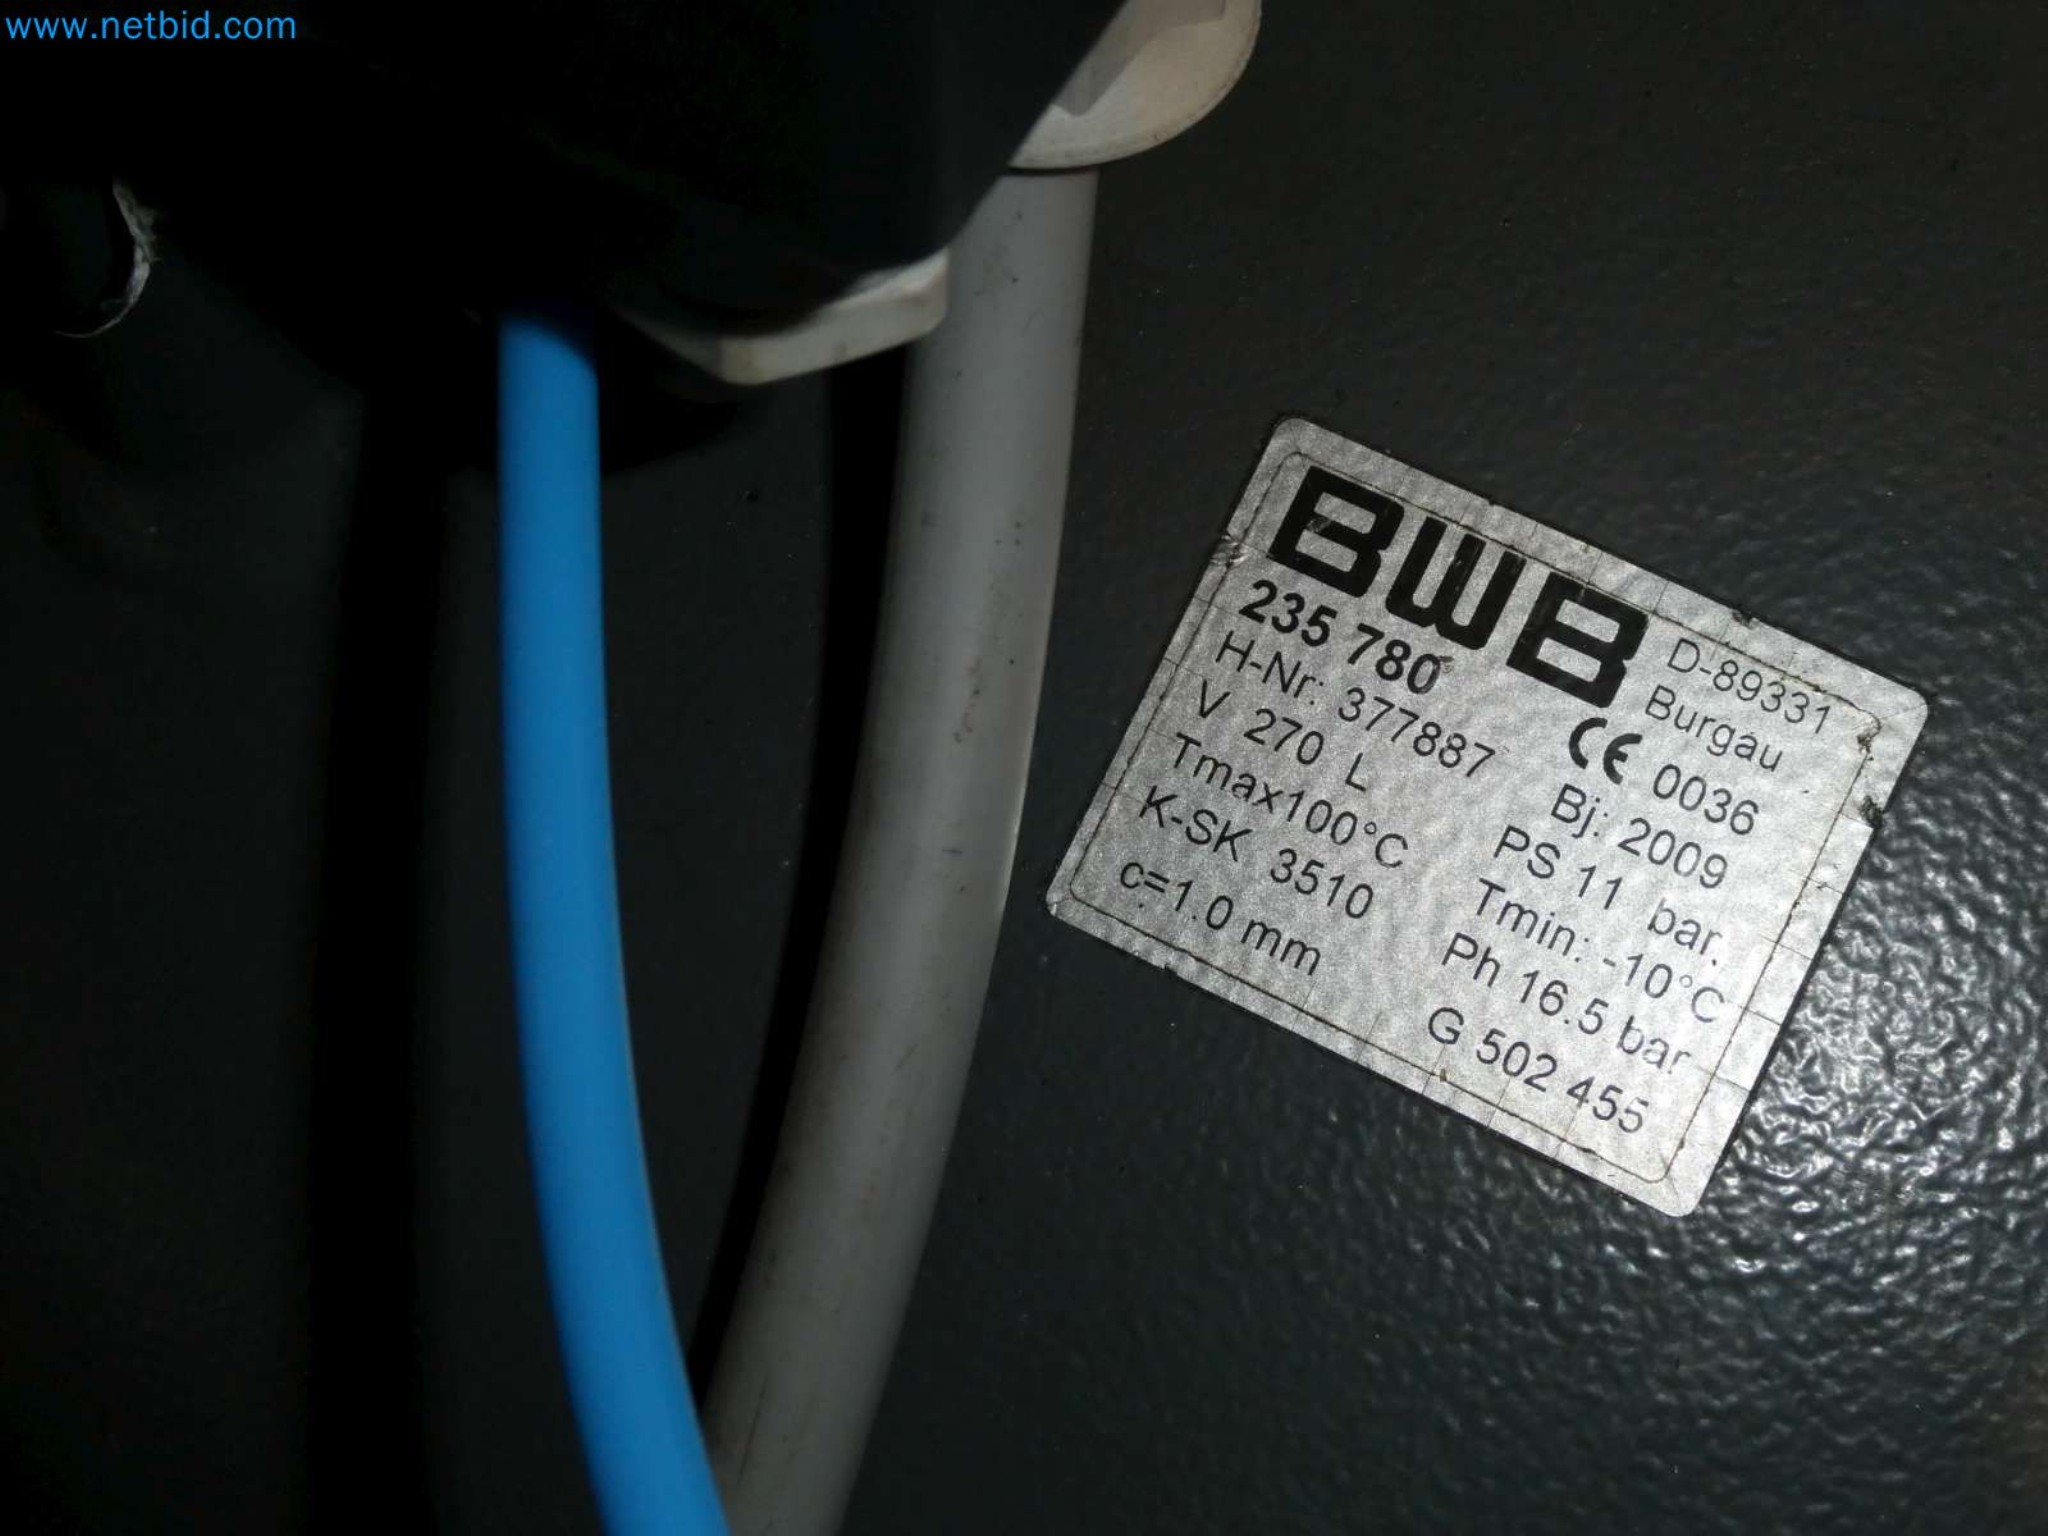 www.netbid.com
BWB D-89331
Burgau
235 780 CE 0036
H-Nr: 377887 Bj: 2009
V 270 L PS 11 bar.
Tmax100°C Tmin: -10°C
K-SK 3510 Ph 16.5 bar
c=1.0 mm G 502 455